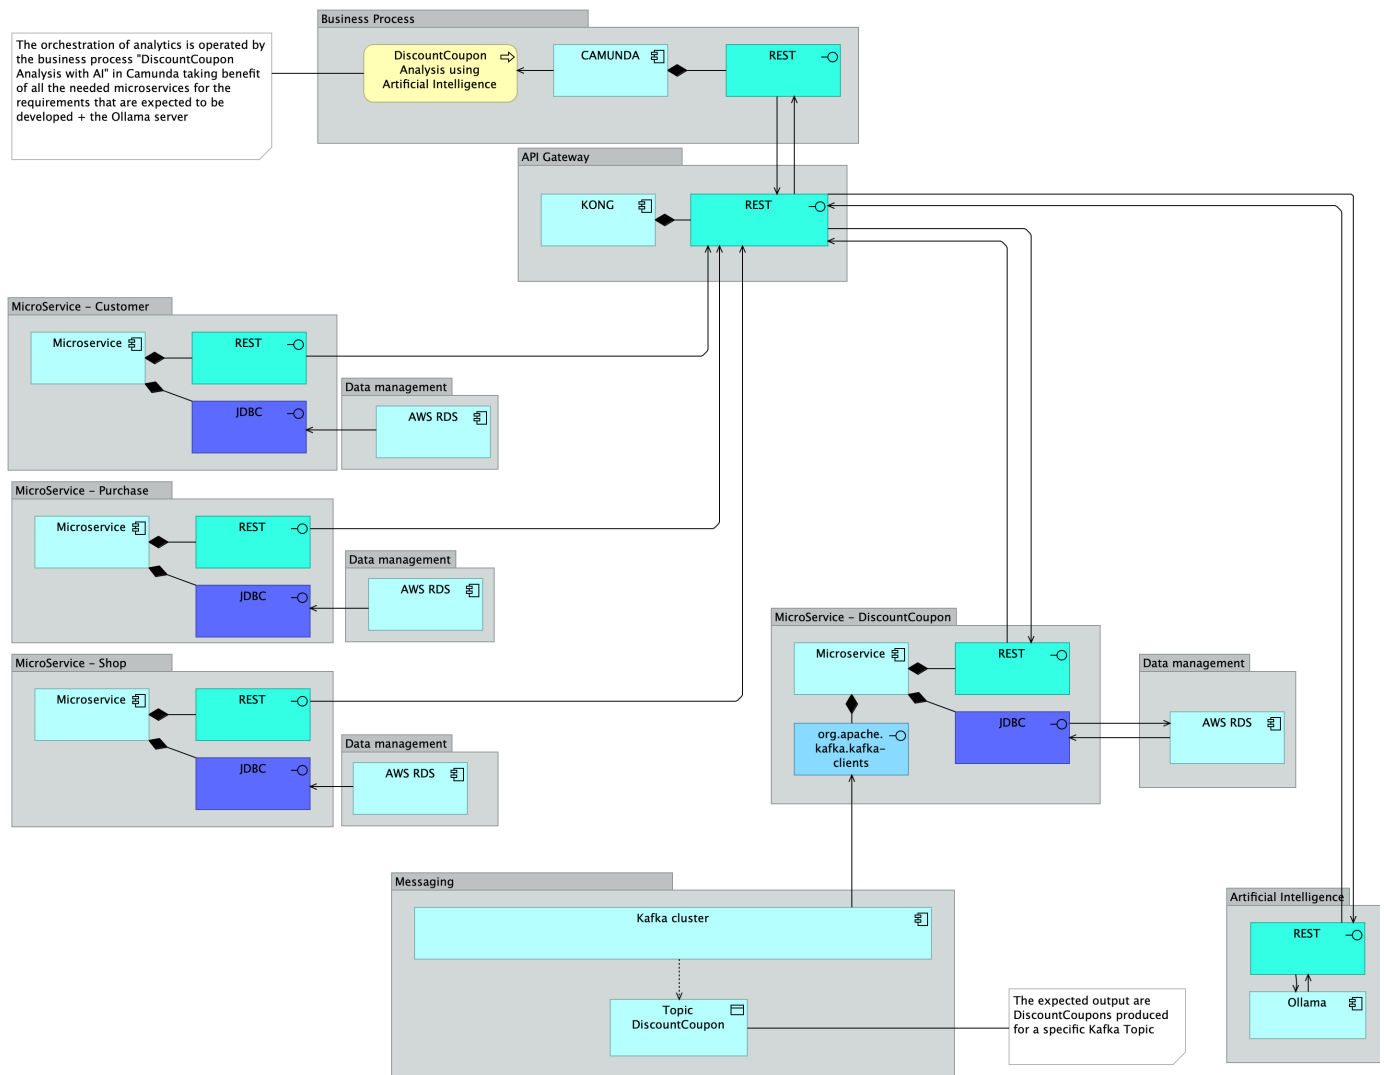 Business Process
The orchestration of analytics is operated by
the business process "DiscountCoupon
Analysis with AI" in Camunda taking benefit
of all the needed microservices for the
requirements that are expected to be
developed + the Ollama server
DiscountCoupon
Analysis using
Artificial Intelligence
CAMUNDA
REST
API Gateway
KONG
REST
MicroService – Customer
Microservice
REST
JDBC
Data management
AWS RDS
MicroService – Purchase
Microservice
REST
JDBC
Data management
AWS RDS
MicroService – Shop
Microservice
REST
JDBC
Data management
AWS RDS
MicroService – DiscountCoupon
Microservice
REST
org.apache.
kafka.kafka–
clients
JDBC
Data management
AWS RDS
Messaging
Kafka cluster
Topic
DiscountCoupon
The expected output are
DiscountCoupons produced
for a specific Kafka Topic
Artificial Intelligence
REST
Ollama